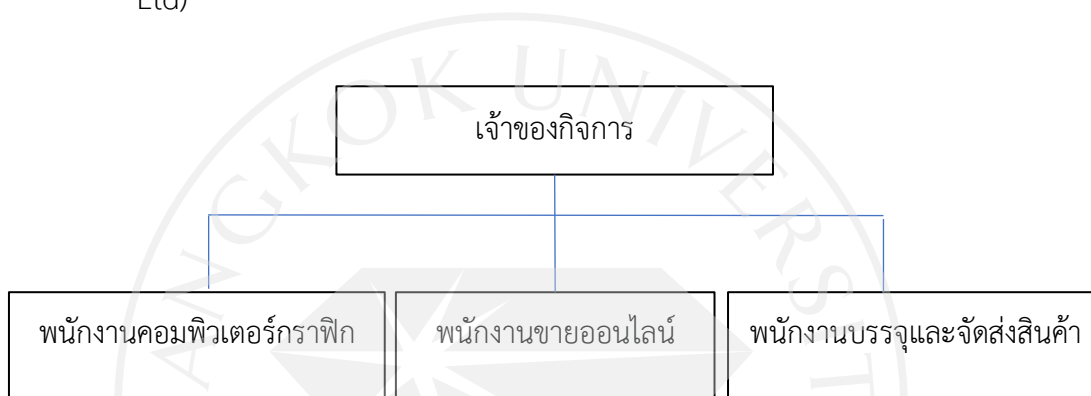 Ltd)
เจ้าของกิจการ
พนักงานคอมพิวเตอร์กราฟิก
พนักงานขายออนไลน์
พนักงานบรรจุและจัดส่งสินค้า
ANGKOK UNIVERSIT